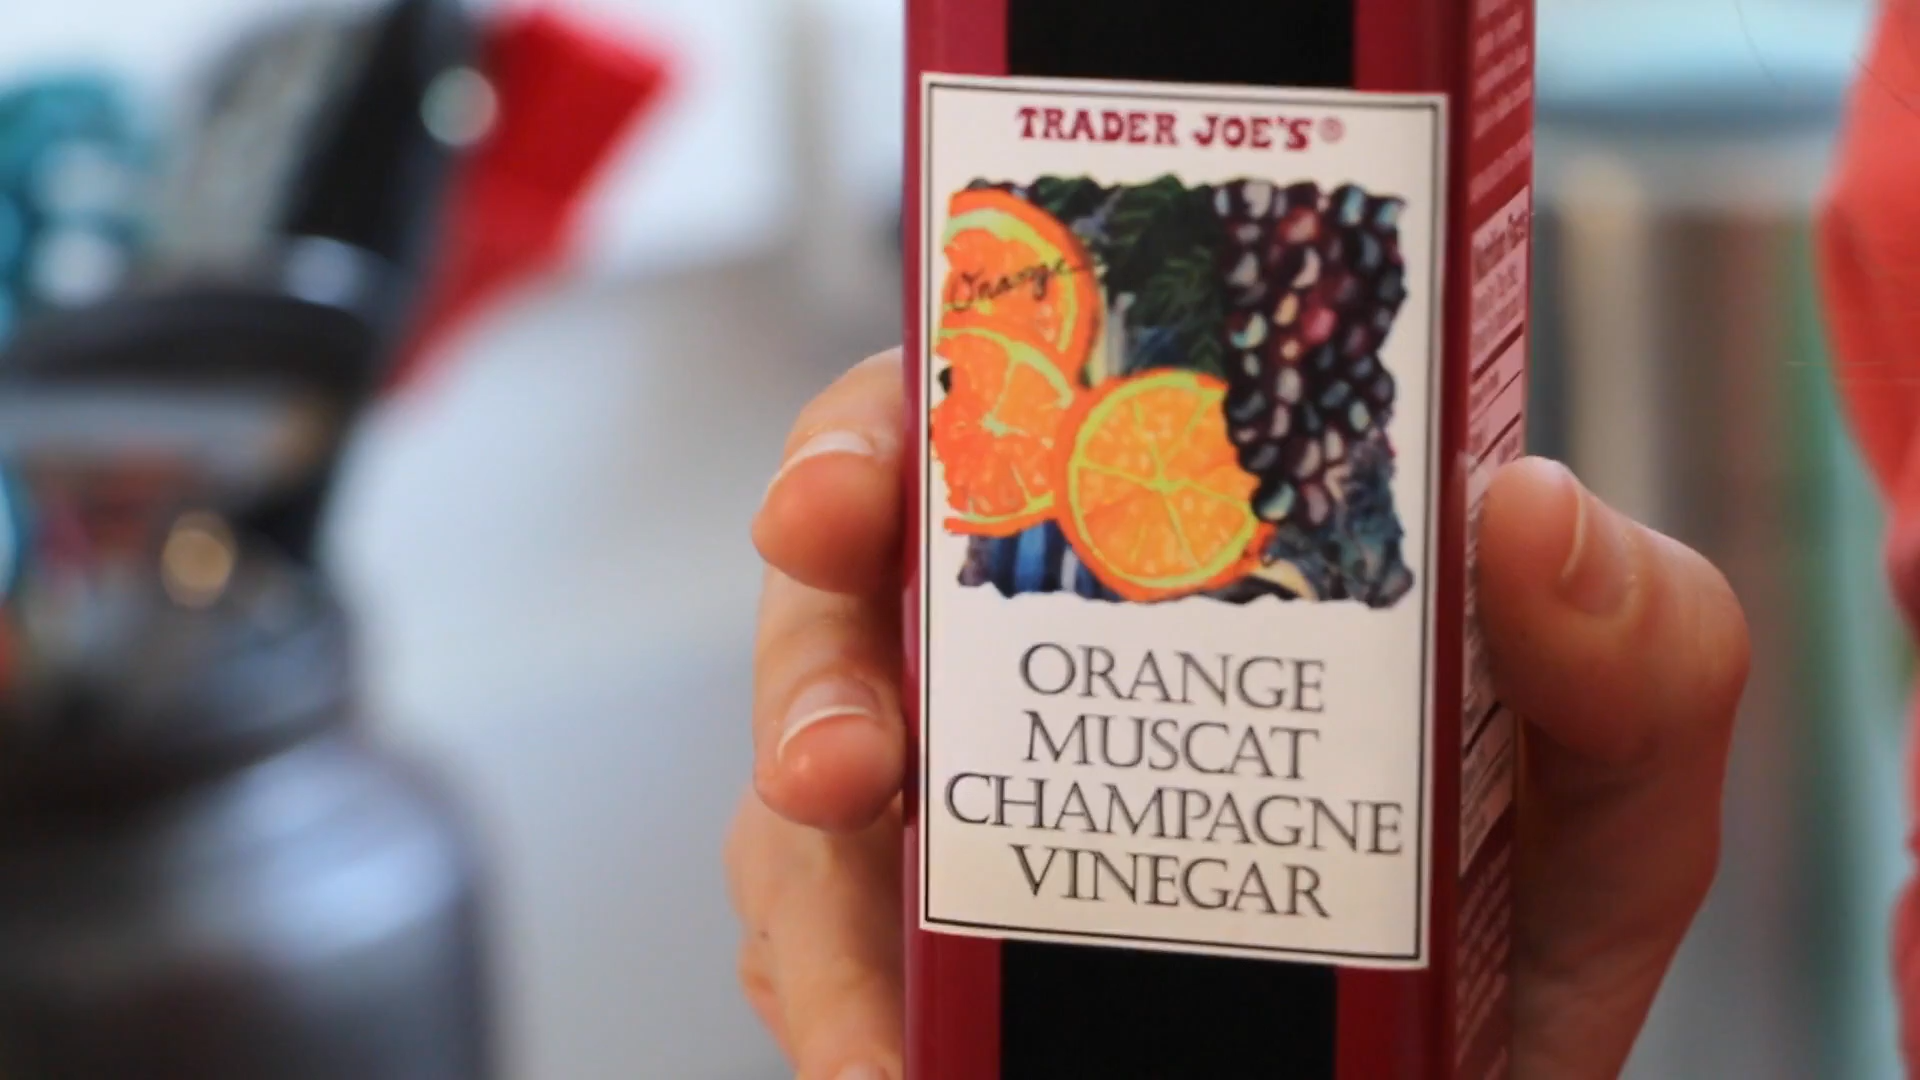 TRADER JOE'S®
Orange
ORANGE
MUSCAT
CHAMPAGNE
VINEGAR